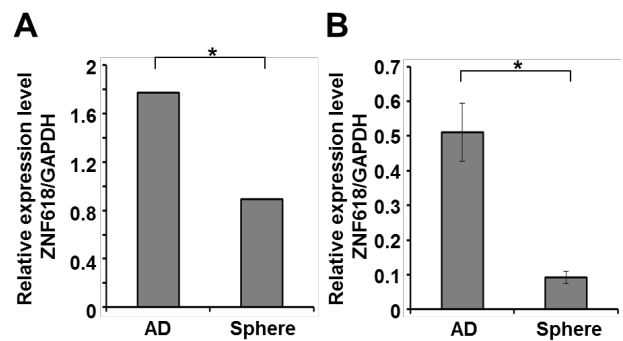 A
Relative expression level
ZNF618/GAPDH
2
1.6
1.2
0.8
0.4
0
*
AD Sphere
B
Relative expression level
ZNF618/GAPDH
0.7
0.6
0.5
0.4
0.3
0.2
0.1
0
*
AD Sphere